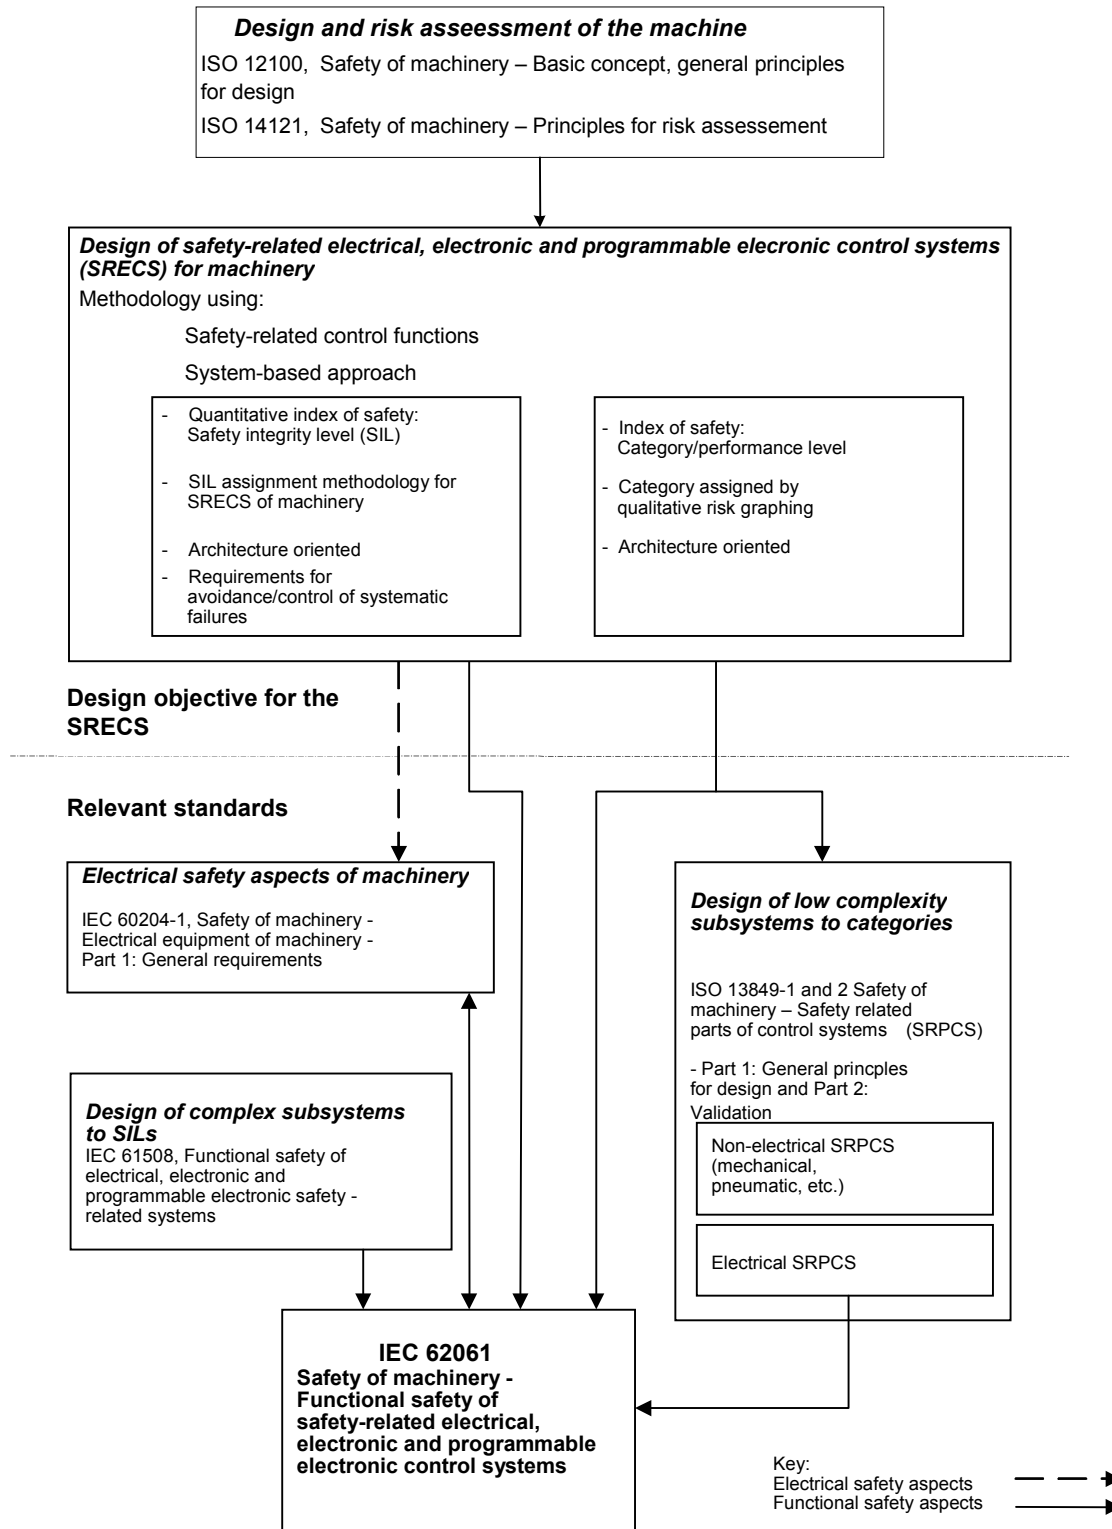 Design and risk asseessment of the machine
ISO 12100, Safety of machinery – Basic concept, general principles
for design
ISO 14121, Safety of machinery – Principles for risk assessement
Design of safety-related electrical, electronic and programmable elecronic control systems
(SRECS) for machinery
Methodology using:
Safety-related control functions
System-based approach
- Quantitative index of safety:
Safety integrity level (SIL)
- SIL assignment methodology for
SRECS of machinery
- Architecture oriented
- Requirements for
avoidance/control of systematic
failures
- Index of safety:
Category/performance level
- Category assigned by
qualitative risk graphing
- Architecture oriented
Design objective for the
SRECS
Relevant standards
Electrical safety aspects of machinery
IEC 60204-1, Safety of machinery -
Electrical equipment of machinery -
Part 1: General requirements
Design of low complexity
subsystems to categories
ISO 13849-1 and 2 Safety of
machinery – Safety related
parts of control systems (SRPCS)
- Part 1: General princples
for design and Part 2:
Validation
Non-electrical SRPCS
(mechanical,
pneumatic, etc.)
Electrical SRPCS
Design of complex subsystems
to SILs
IEC 61508, Functional safety of
electrical, electronic and
programmable electronic safety -
related systems
IEC 62061
Safety of machinery -
Functional safety of
safety-related electrical,
electronic and programmable
electronic control systems
Key:
Electrical safety aspects
Functional safety aspects